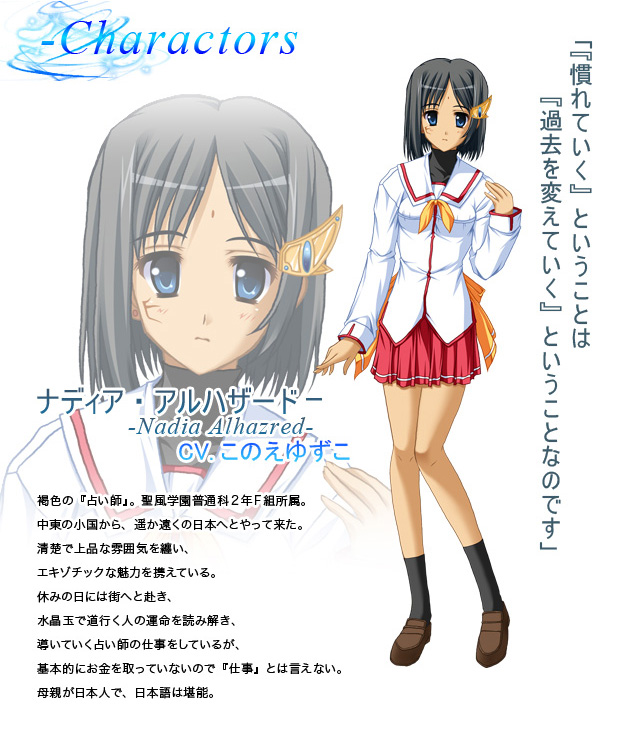 -Charactors
『慣れていく』ということは
『過去を変えていく』ということなのです」
ナディア・アルハザードー
-Nadia Alhazred-
CV.このえゆずこ
褐色の『占い師』。聖風学園普通科２年Ｆ組所属。
中東の小国から、遥か遠くの日本へとやって来た。
清楚で上品な雰囲気を纏い、
エキゾチックな魅力を携えている。
休みの日には街へと赴き、
水晶玉で道行く人の運命を読み解き、
導いていく占い師の仕事をしているが、
基本的にお金を取っていないので『仕事』とは言えない。
母親が日本人で、日本語は堪能。